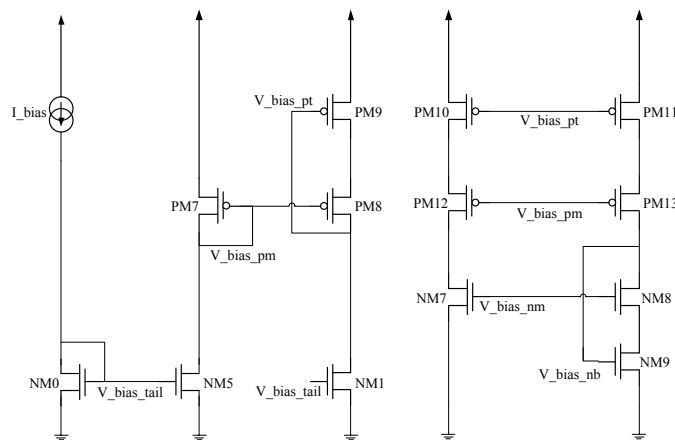 V_bias_pt
I_bias
PM9
PM10
V_bias_pt
PM11
PM7
PM8
PM12
V_bias_pm
PM13
V_bias_pm
NM7
V_bias_nm
NM8
NM0
V_bias_tail
NM5
V_bias_tail
NM1
V_bias_nb
NM9